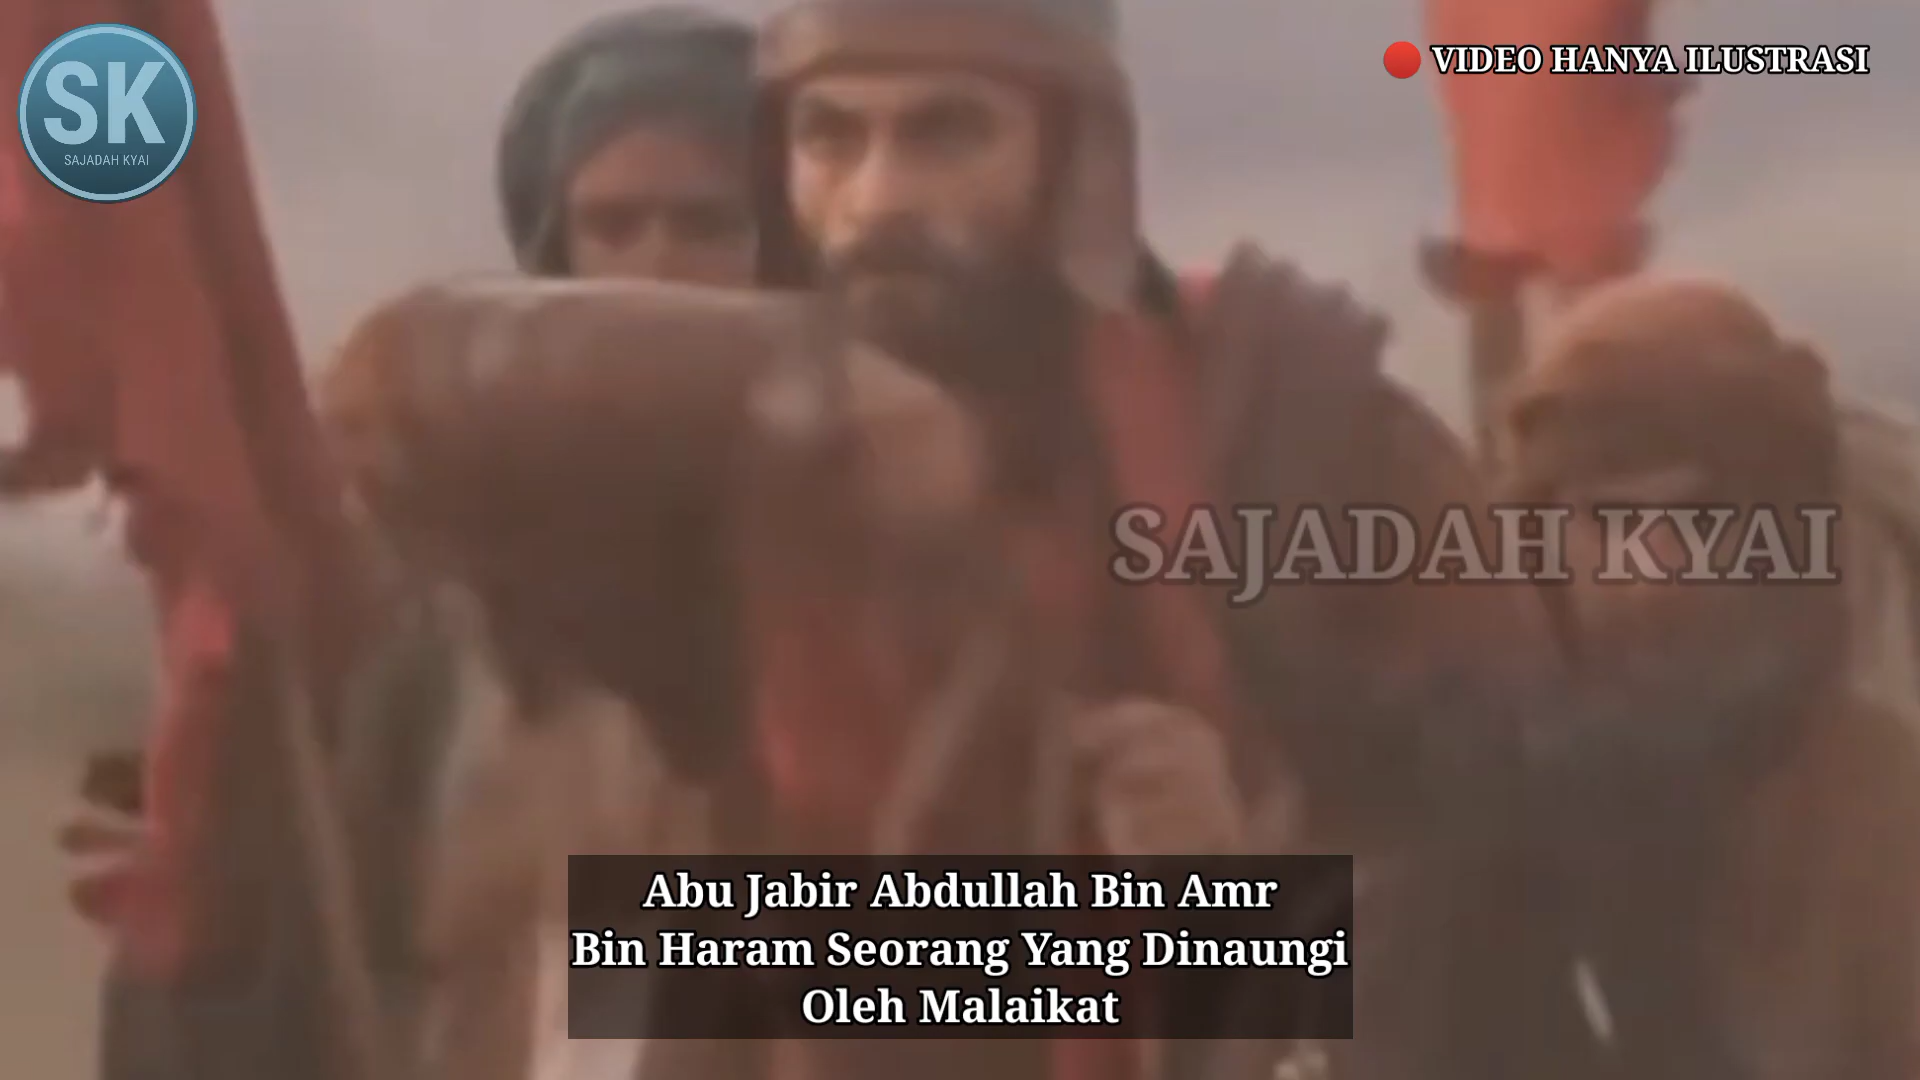 SK
SAJADAH KYAI
VIDEO HANYA ILUSTRASI
SAJADAH KYAI
Abu Jabir Abdullah Bin Amr
Bin Haram Seorang Yang Dinaungi
Oleh Malaikat